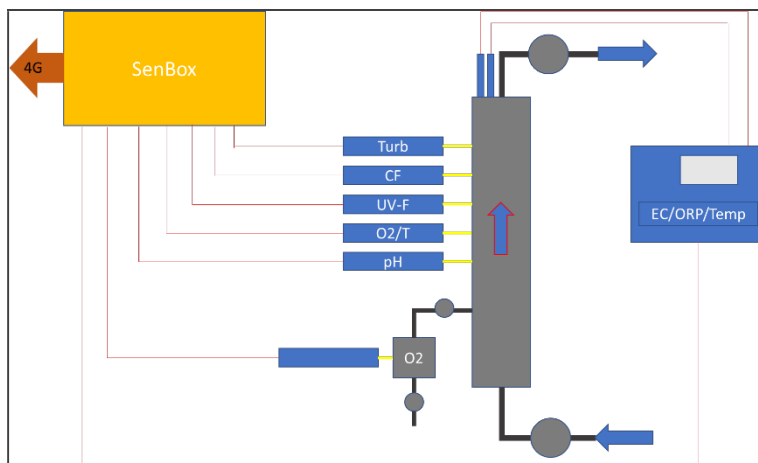 4G
SenBox
Turb
CF
UV-F
O2/T
pH
EC/ORP/Temp
O2